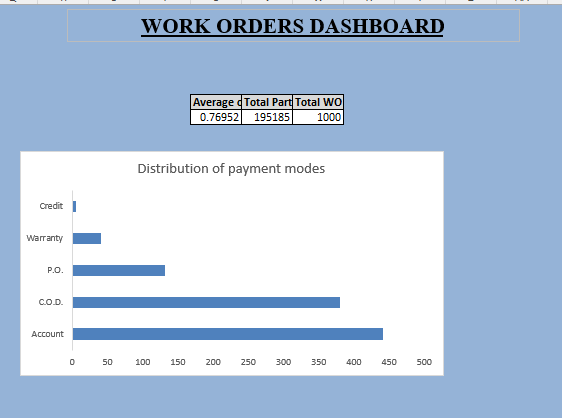 WORK ORDERS DASHBOARD
Average c Total Part Total WO
0.76952 195185 1000
Distribution of payment modes
Credit
Warranty
P.O.
C.O.D.
Account
0 50 100 150 200 250 300 350 400 450 500